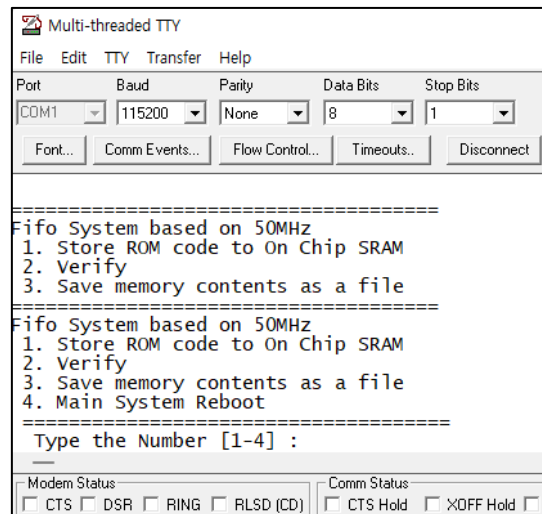 Multi-threaded TTY
File Edit TTY Transfer Help
Port Baud Parity Data Bits Stop Bits
COM1 115200 None 8 1
Font... Comm Events... Flow Control... Timeouts.. Disconnect
=====================================
Fifo System based on 50MHz
1. Store ROM code to On Chip SRAM
2. Verify
3. Save memory contents as a file
=====================================
Fifo System based on 50MHz
1. Store ROM code to On Chip SRAM
2. Verify
3. Save memory contents as a file
4. Main System Reboot
=====================================
Type the Number [1-4] :
Modem Status Comm Status
CTS DSR RING RLSD (CD) CTS Hold XOFF Hold